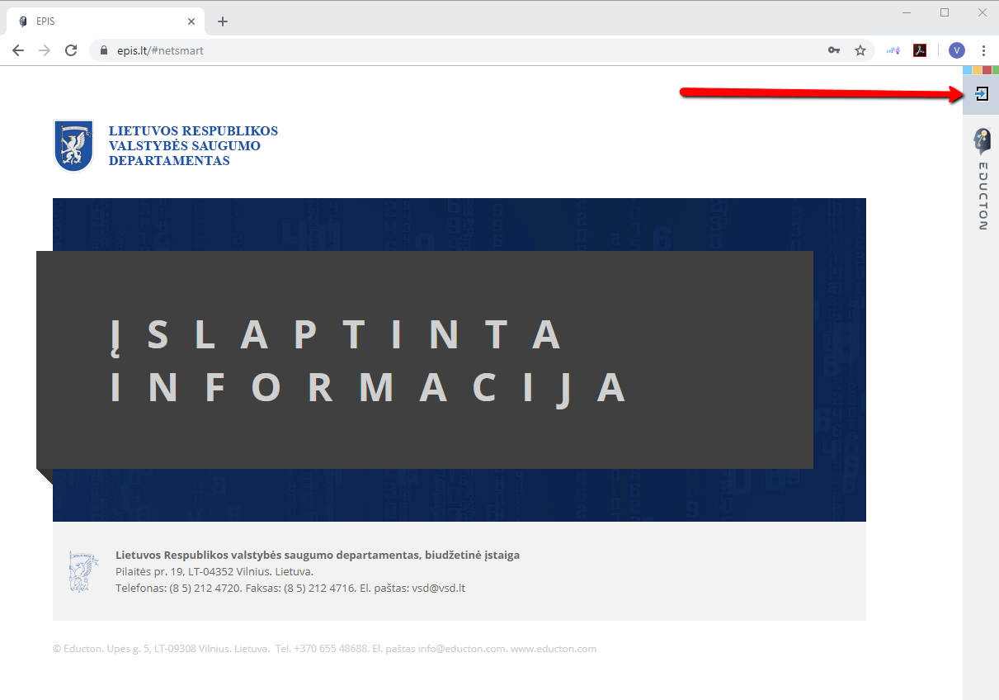 EPIS
epis.lt/#netsmart
V
LIETUVOS RESPUBLIKOS
VALSTYBĖS SAUGUMO
DEPARTAMENTAS
EDUCTON
ĮSLAPTINTA
INFORMACIJA
Lietuvos Respublikos valstybės saugumo departamentas, biudžetinė įstaiga
Pilaitės pr. 19, LT-04352 Vilnius. Lietuva.
Telefonas: (8 5) 212 4720. Faksas: (8 5) 212 4716. El. paštas: vsd@vsd.lt
© Educton. Upės g. 5, LT-09308 Vilnius. Lietuva. Tel. +370 655 48688. El. paštas info@educton.com. www.educton.com